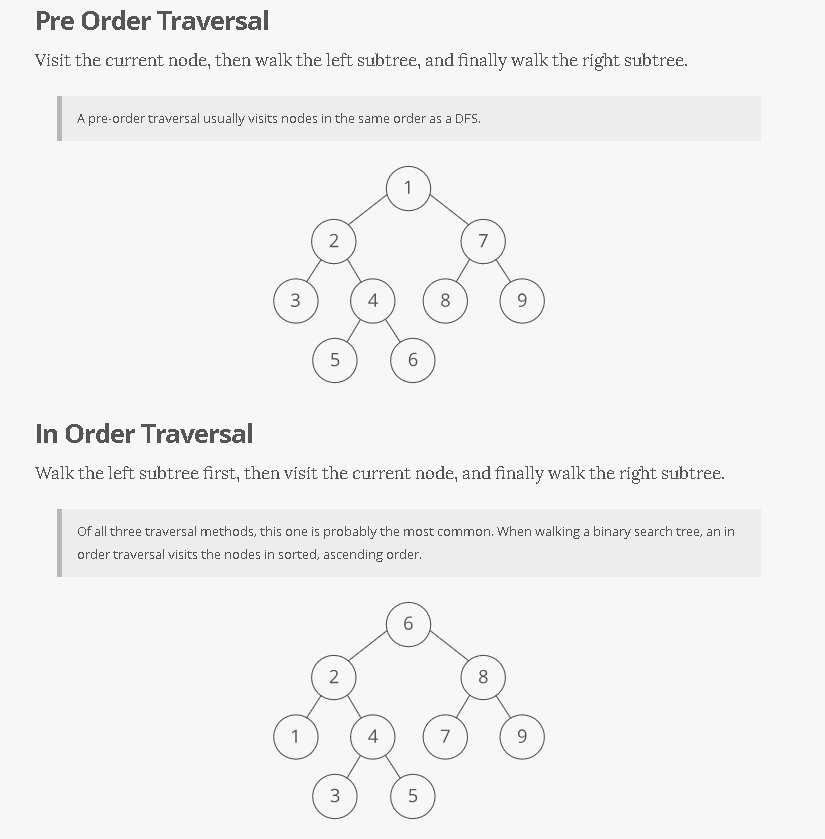 Pre Order Traversal
Visit the current node, then walk the left subtree, and finally walk the right subtree.
A pre-order traversal usually visits nodes in the same order as a DFS.
1
2 7
3 4 8 9
5 6
In Order Traversal
Walk the left subtree first, then visit the current node, and finally walk the right subtree.
Of all three traversal methods, this one is probably the most common. When walking a binary search tree, an in
order traversal visits the nodes in sorted, ascending order.
6
2 8
1 4 7 9
3 5